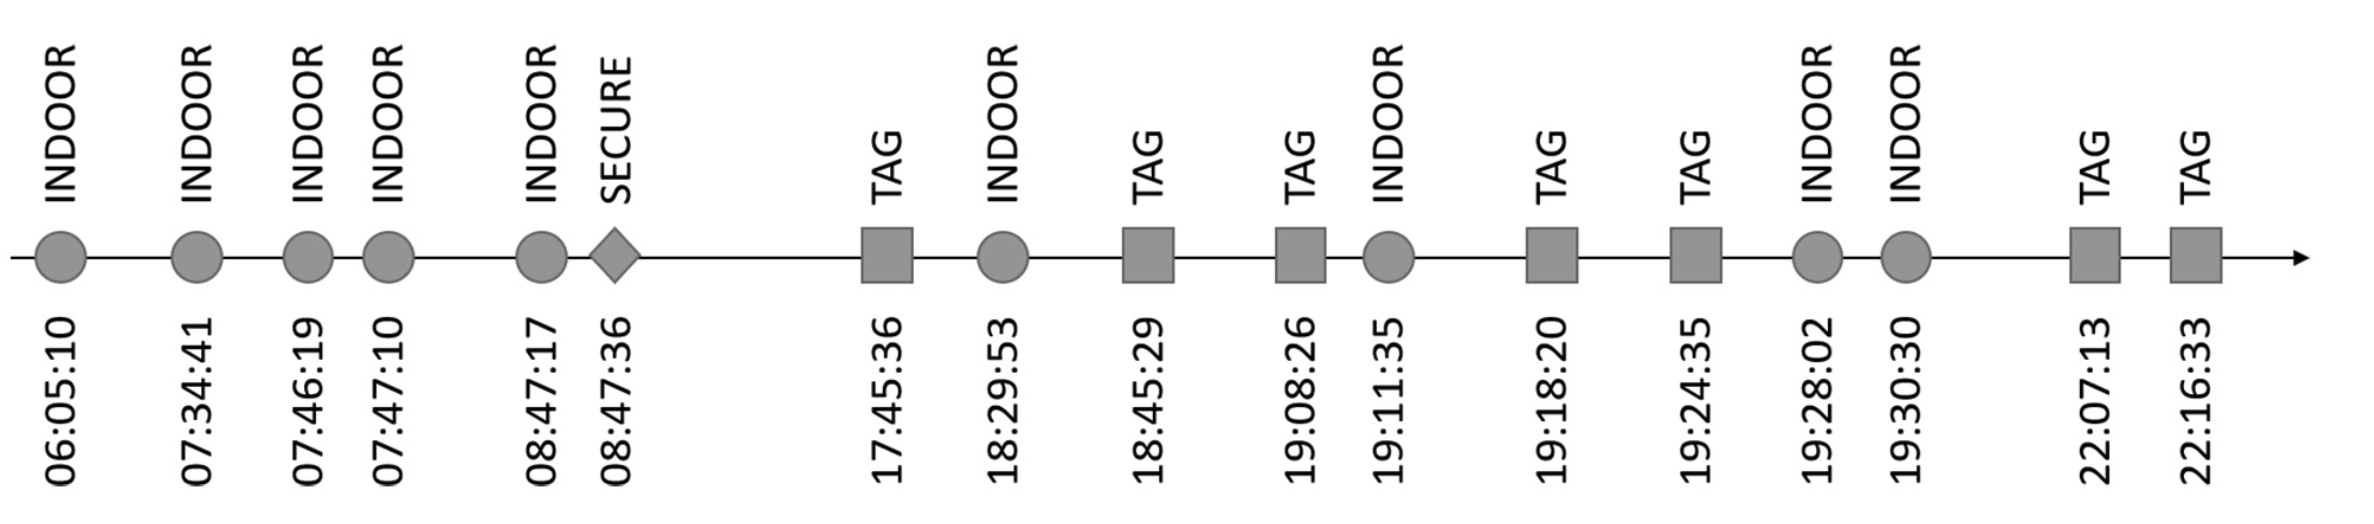 INDOOR
INDOOR
INDOOR
INDOOR
INDOOR
SECURE
TAG
INDOOR
TAG
TAG
INDOOR
TAG
TAG
INDOOR
INDOOR
TAG
TAG
06:05:10
07:34:41
07:46:19
07:47:10
08:47:17
08:47:36
17:45:36
18:29:53
18:45:29
19:08:26
19:11:35
19:18:20
19:24:35
19:28:02
19:30:30
22:07:13
22:16:33